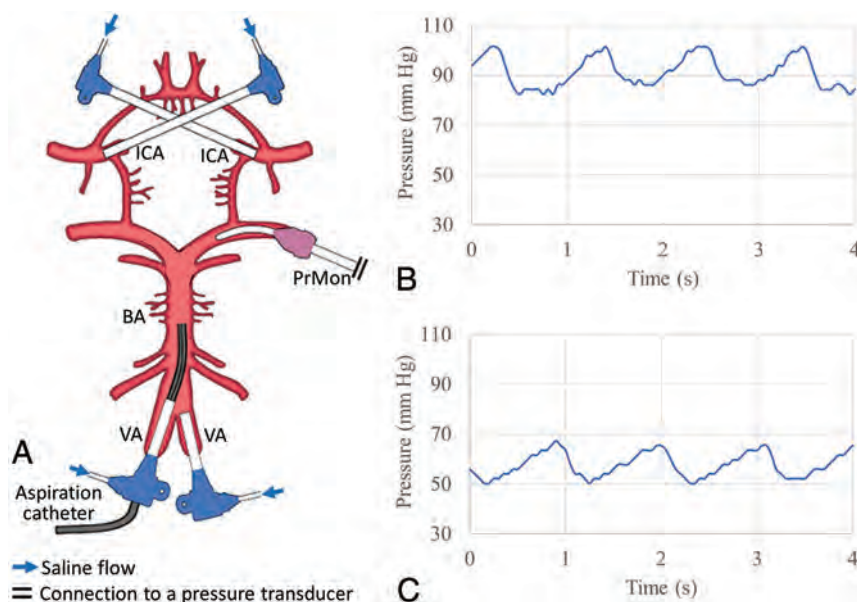 ICA
ICA
PrMon
BA
VA
VA
A
Aspiration
catheter
Saline flow
Connection to a pressure transducer
B
Pressure (mm Hg)
110
90
70
50
30
0
1
2
3
4
Time (s)
C
Pressure (mm Hg)
110
90
70
50
30
0
1
2
3
4
Time (s)